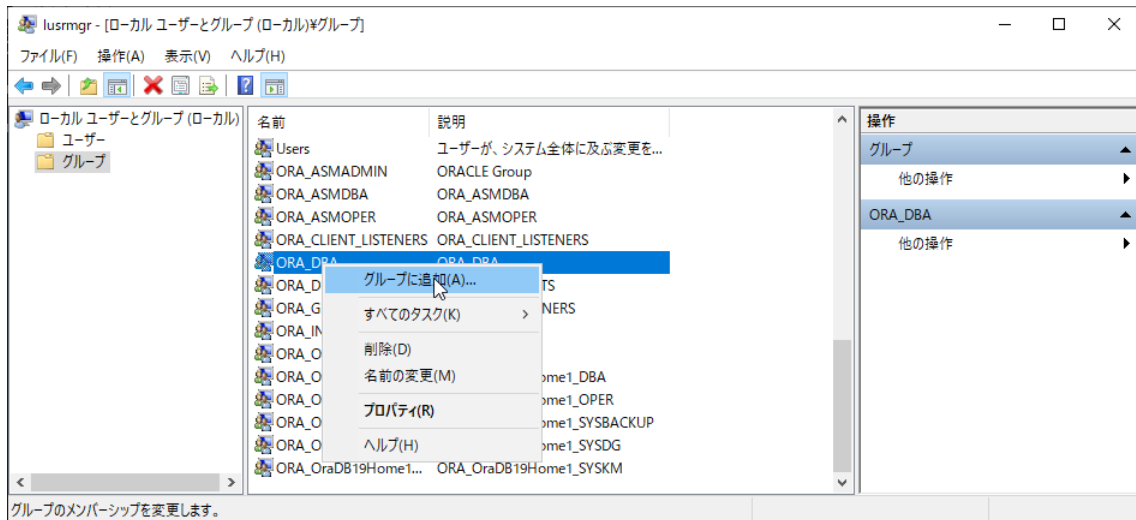 lusrmgr - [ローカル ユーザーとグループ (ローカル)¥グループ]
ファイル(F) 操作(A) 表示(V) ヘルプ(H)
ローカル ユーザーとグループ (ローカル)
ユーザー
グループ
名前 説明
Users ユーザーが、システム全体に及ぶ変更を...
ORA_ASMADMIN ORACLE Group
ORA_ASMDBA ORA_ASMDBA
ORA_ASMOPER ORA_ASMOPER
ORA_CLIENT_LISTENERS ORA_CLIENT_LISTENERS
ORA_DBA ORA_DBA
ORA_D TS
ORA_G NERS
ORA_IN
ORA_O
ORA_O ome1_DBA
ORA_O ome1_OPER
ORA_O ome1_SYSBACKUP
ORA_O ome1_SYSDG
ORA_OraDB19Home1... ORA_OraDB19Home1_SYSKM
グループに追加(A)...
すべてのタスク(K)
削除(D)
名前の変更(M)
プロパティ(R)
ヘルプ(H)
操作
グループ
他の操作
ORA_DBA
他の操作
グループのメンバーシップを変更します。